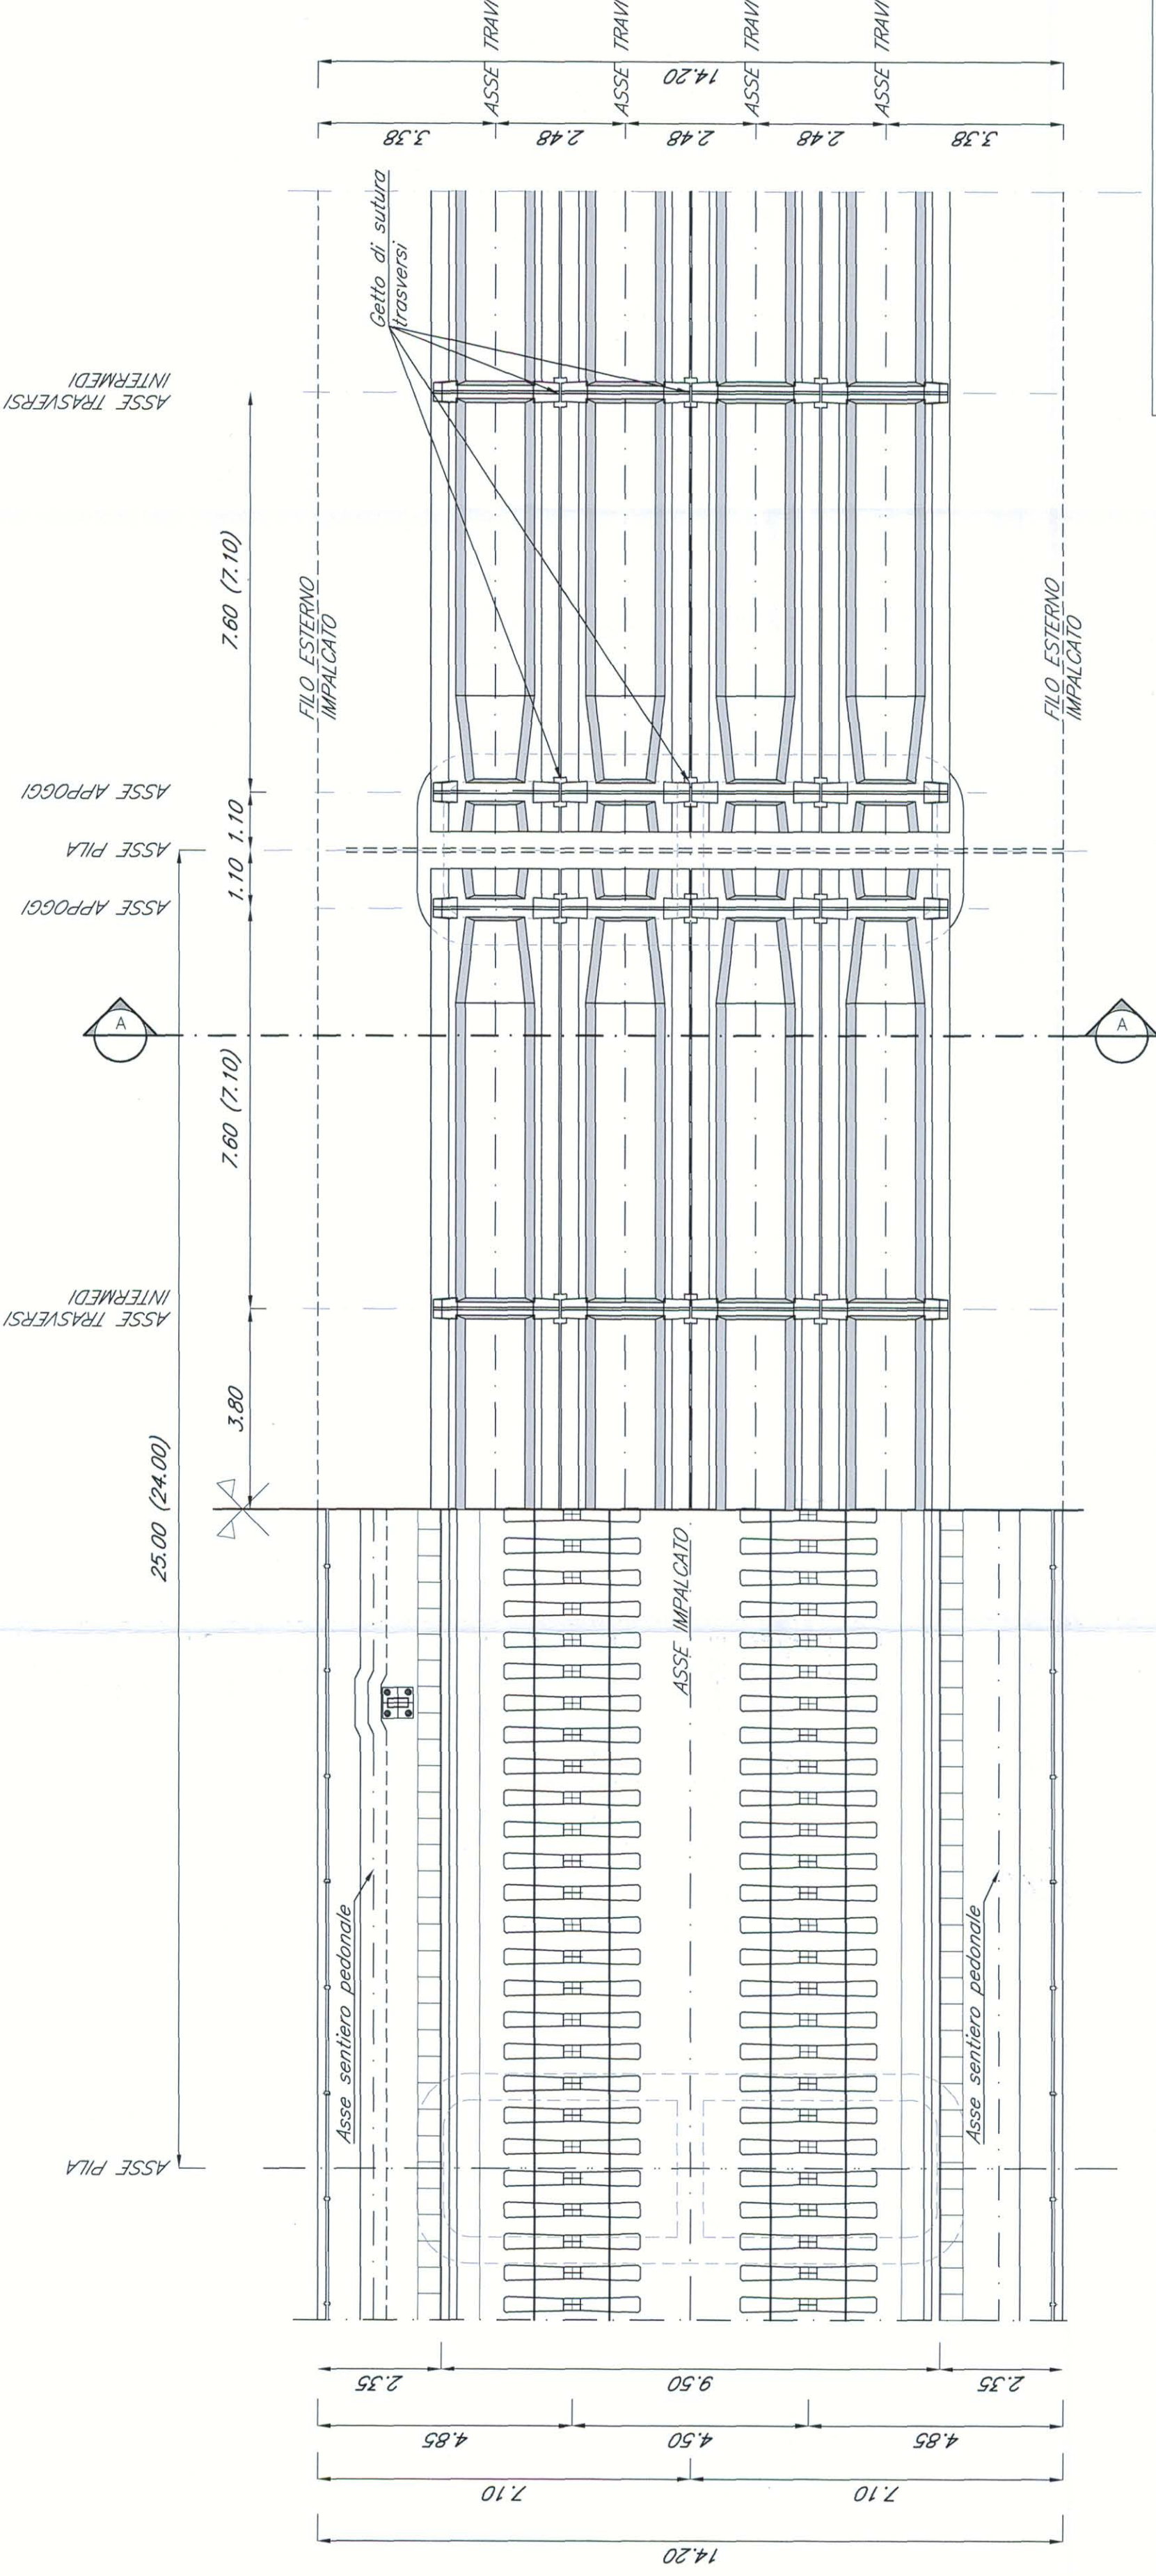 14.20
ASSE TRAVI
ASSE TRAVI
ASSE TRAVI
ASSE TRAVI
3.38
2.48
2.48
2.48
3.38
Getto di sutura
trasversi
ASSE TRASVERSI
INTERMEDI
7.60 (7.10)
FILO ESTERNO
IMPALCATO
FILO ESTERNO
IMPALCATO
ASSE APPOGGI
1.10
ASSE PILA
1.10
ASSE APPOGGI
A
A
7.60 (7.10)
ASSE TRASVERSI
INTERMEDI
3.80
25.00 (24.00)
ASSE IMPALCATO
Asse sentiero pedonale
Asse sentiero pedonale
ASSE PILA
2.35
9.50
2.35
4.85
4.50
4.85
7.10
7.10
14.20